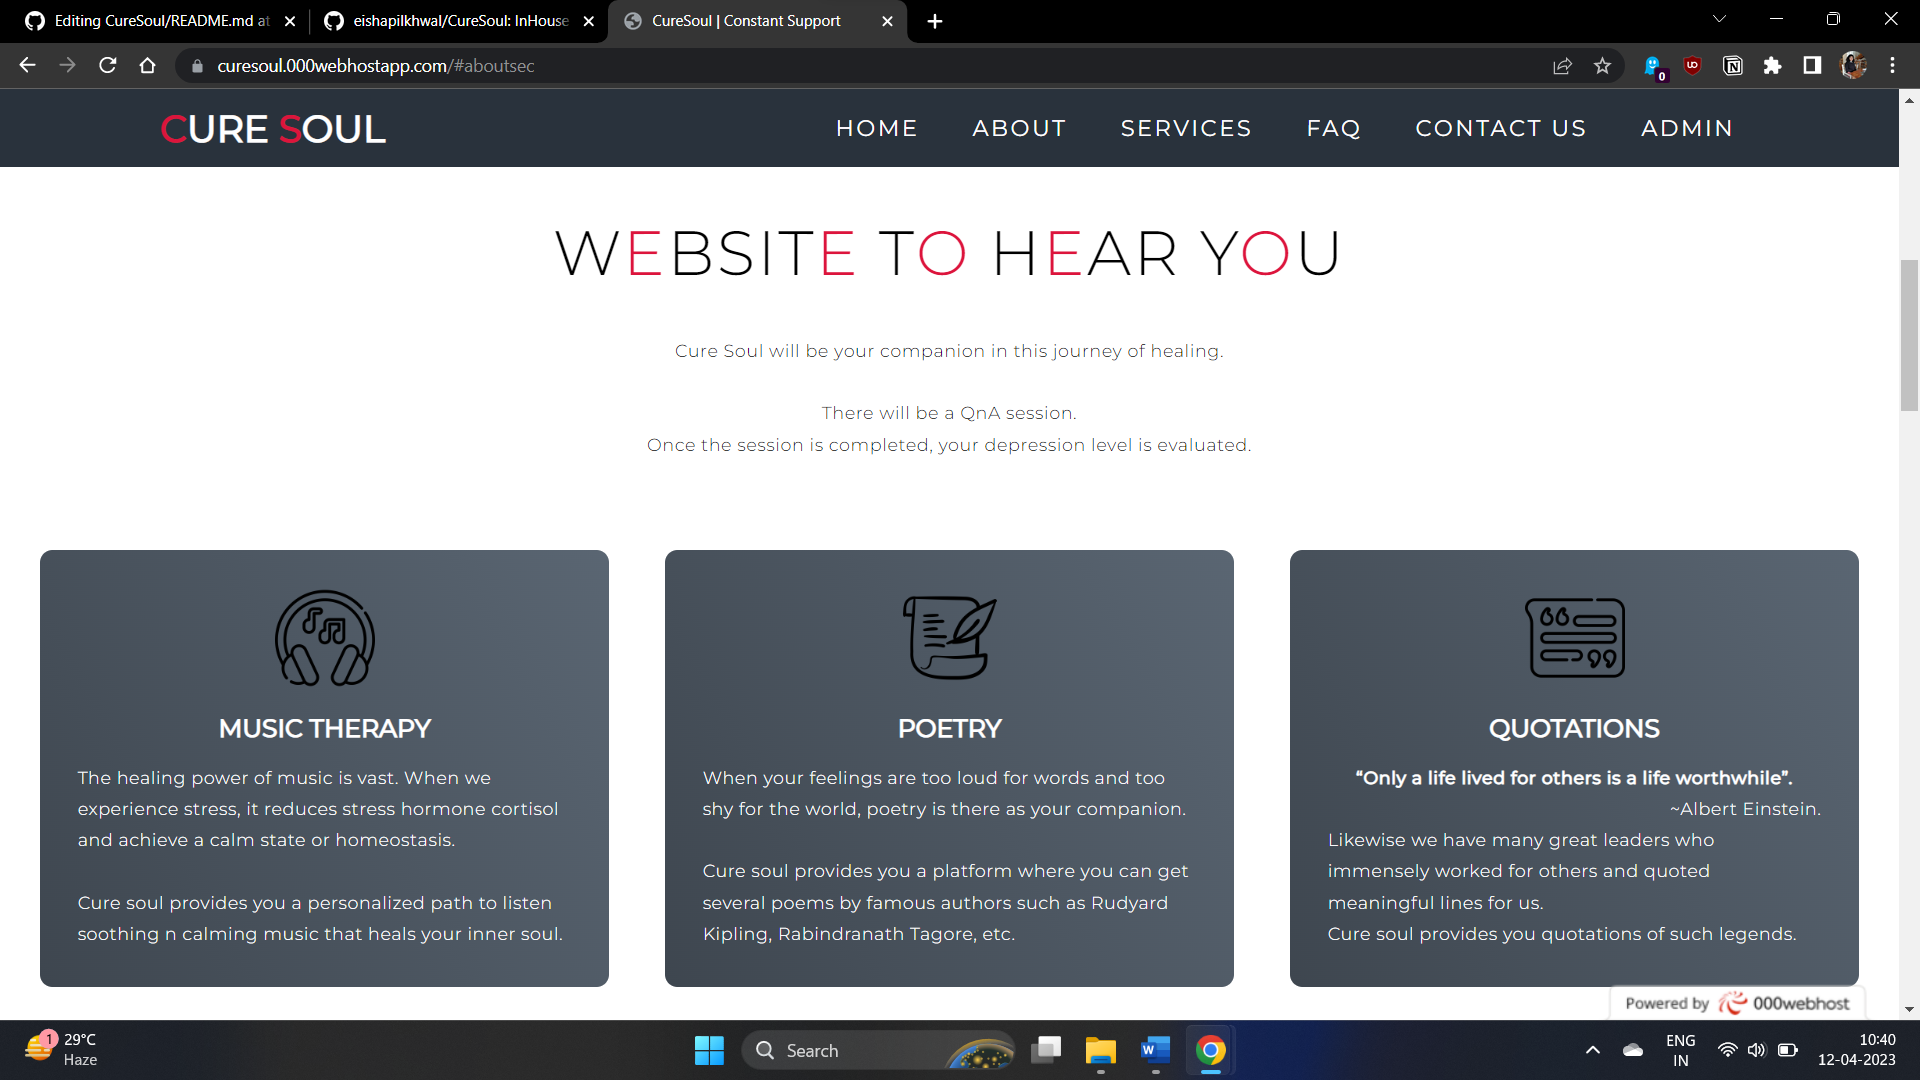 Editing CureSoul/README.md at
eishapilkhwal/CureSoul: InHouse
CureSoul | Constant Support
curesoul.000webhostapp.com/#aboutsec
0
CURE SOUL
HOME ABOUT SERVICES FAQ CONTACT US ADMIN
WEBSITE TO HEAR YOU
Cure Soul will be your companion in this journey of healing.
There will be a QnA session.
Once the session is completed, your depression level is evaluated.
MUSIC THERAPY
The healing power of music is vast. When we
experience stress, it reduces stress hormone cortisol
and achieve a calm state or homeostasis.
Cure soul provides you a personalized path to listen
soothing n calming music that heals your inner soul.
POETRY
When your feelings are too loud for words and too
shy for the world, poetry is there as your companion.
Cure soul provides you a platform where you can get
several poems by famous authors such as Rudyard
Kipling, Rabindranath Tagore, etc.
QUOTATIONS
“Only a life lived for others is a life worthwhile”.
~Albert Einstein.
Likewise we have many great leaders who
immensely worked for others and quoted
meaningful lines for us.
Cure soul provides you quotations of such legends.
Powered by 000webhost
1
29°C
Haze
Search
W
ENG
IN
10:40
12-04-2023